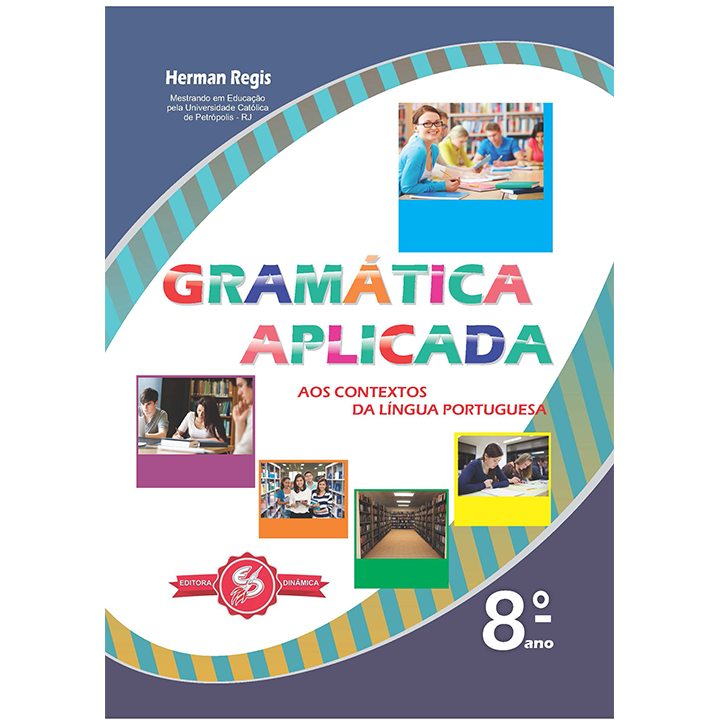 Herman Regis
Mestrando em Educação
pela Universidade Católica
de Petrópolis - RJ
GRAMÁTICA
APLICADA
AOS CONTEXTOS
DA LÍNGUA PORTUGUESA
EDITORA DINÂMICA
8º
ano